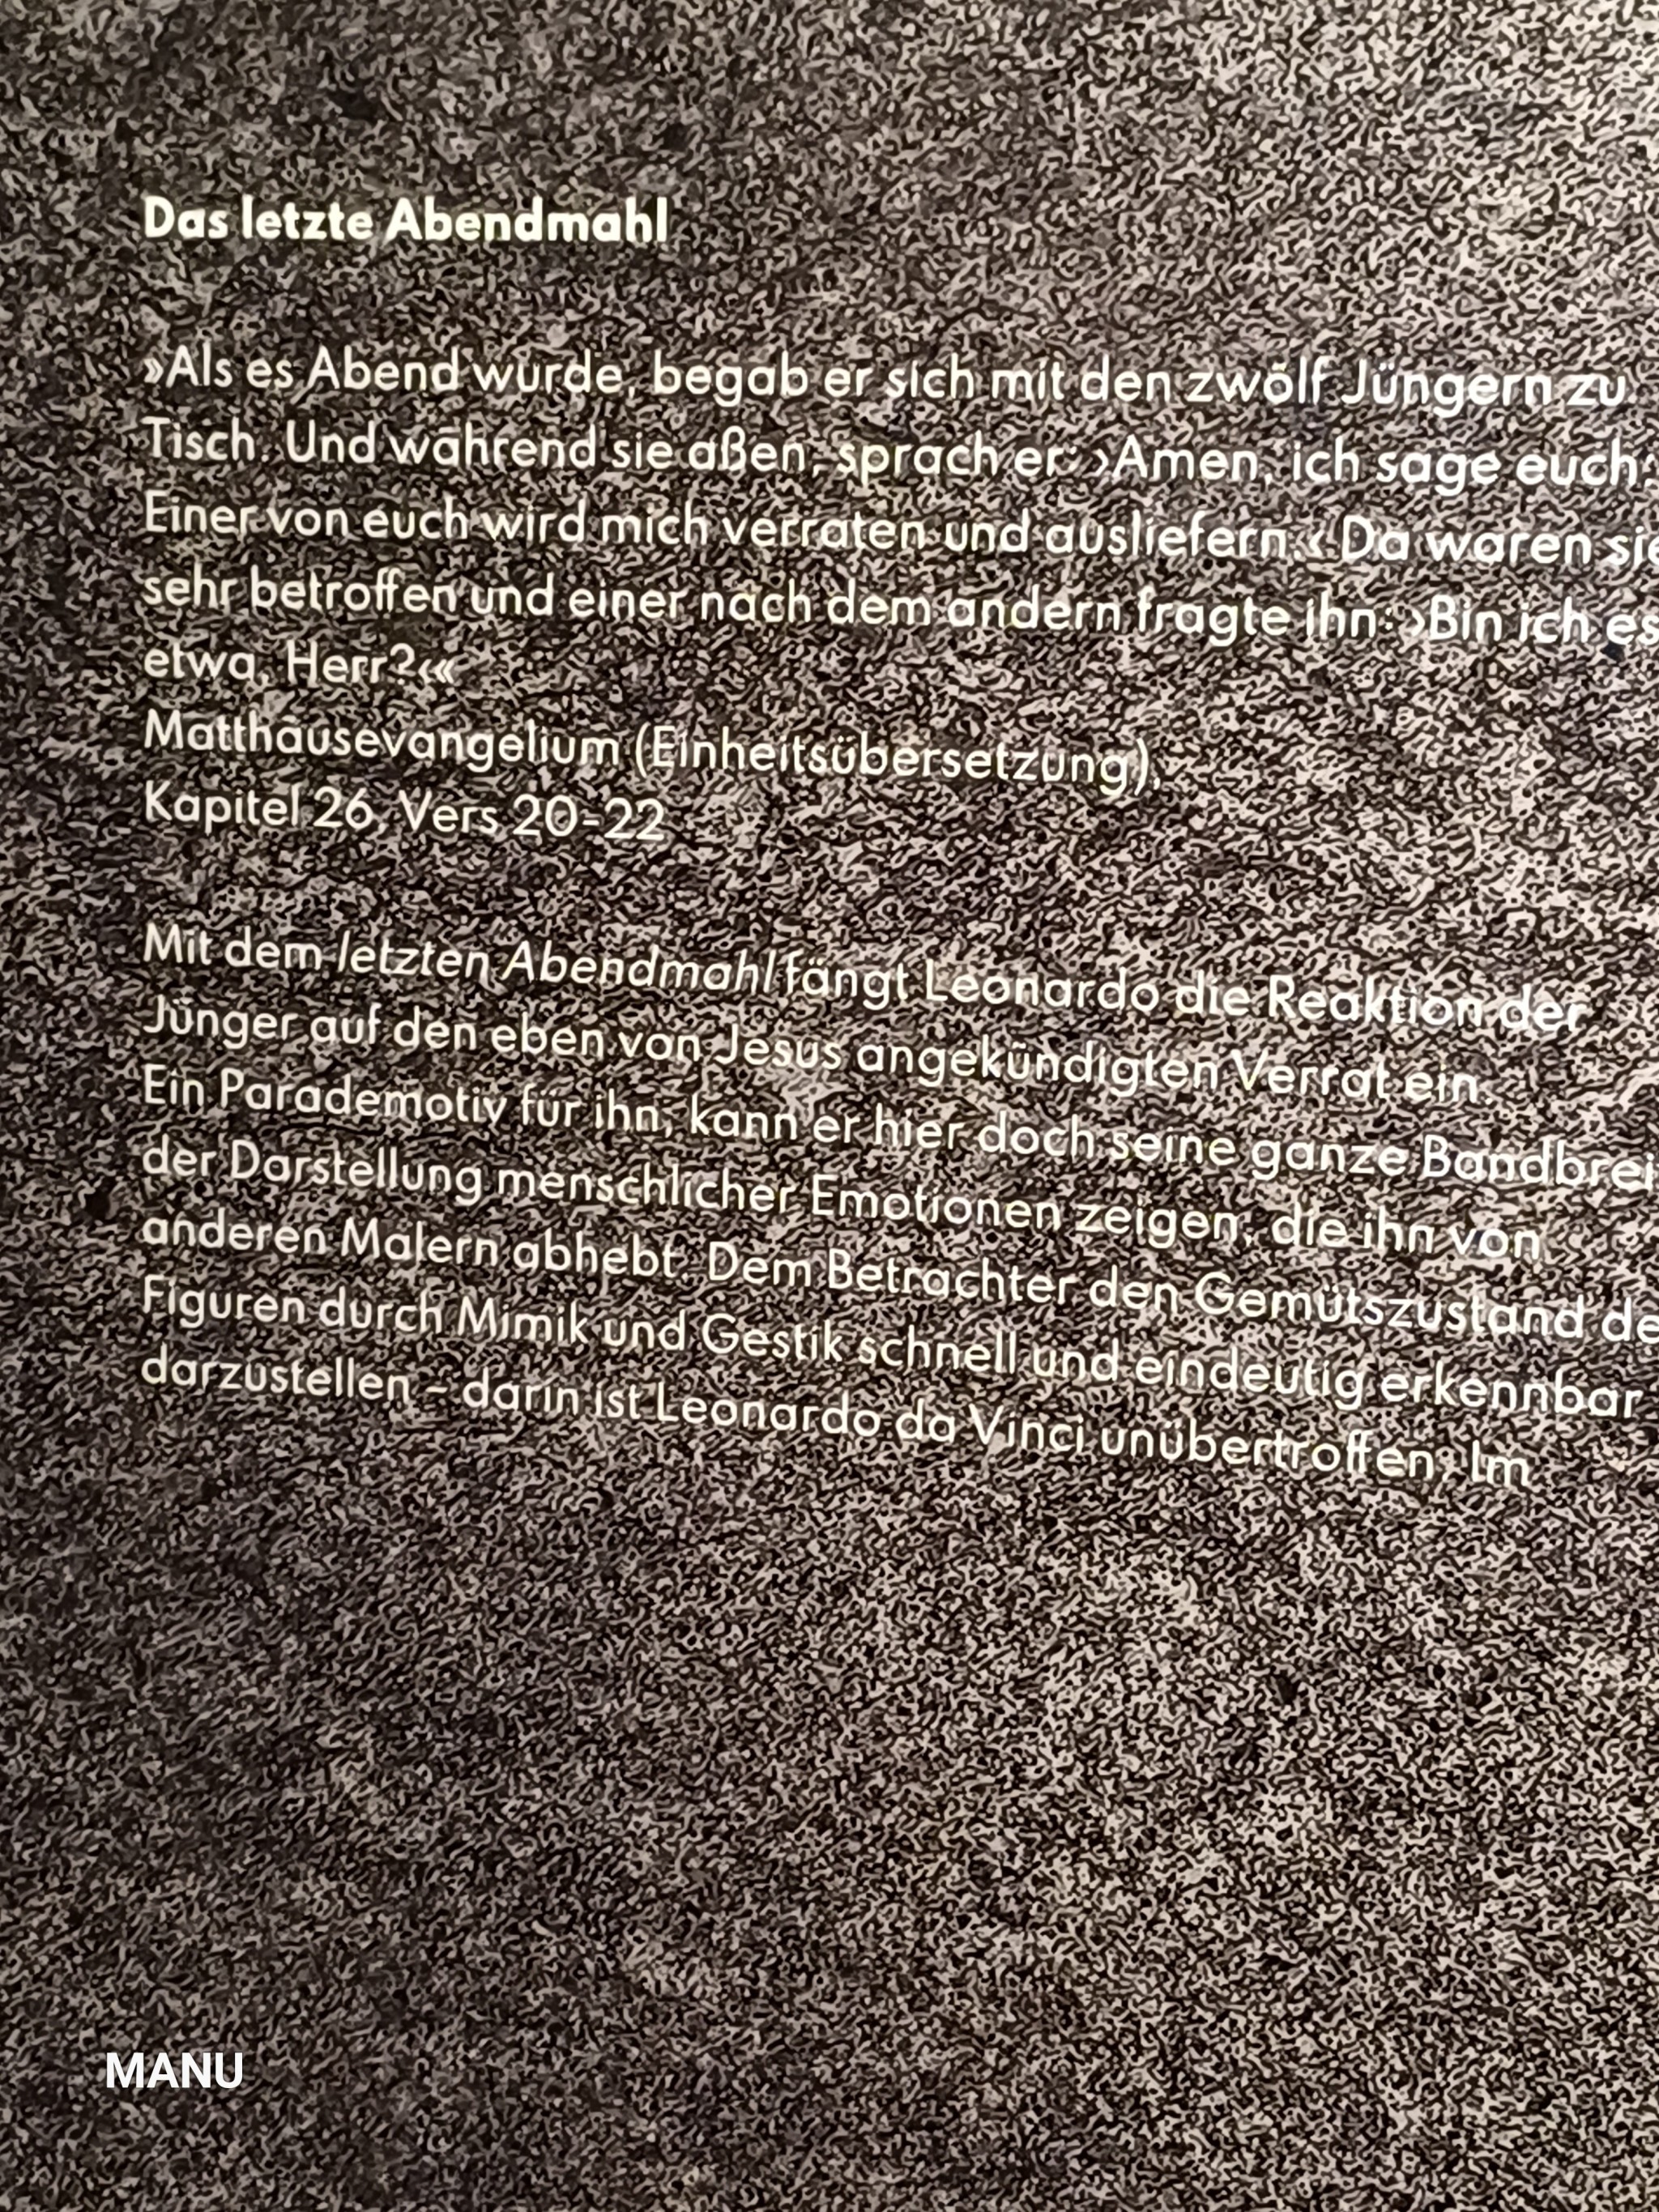 Das letzte Abendmahl
»Als es Abend wurde, begab er sich mit den zwölf Jüngern zu
Tisch. Und während sie aßen, sprach er: ›Amen, ich sage euch:
Einer von euch wird mich verraten und ausliefern.‹ Da waren sie
sehr betroffen und einer nach dem andern fragte ihn: ›Bin ich es
etwa, Herr?‹«
Matthäusevangelium (Einheitsübersetzung),
Kapitel 26, Vers 20–22
Mit dem letzten Abendmahl fängt Leonardo die Reaktion der
Jünger auf den eben von Jesus angekündigten Verrat ein.
Ein Parademotiv für ihn, kann er hier doch seine ganze
der Darstellung menschlicher Emotionen zeigen, die ihn von
anderen Malern abhebt. Dem Betrachter den Gemütszustand
Figuren durch Mimik und Gestik schnell und eindeutig erkennbar
darzustellen – darin ist Leonardo da Vinci unübertroffen. Im
MANU